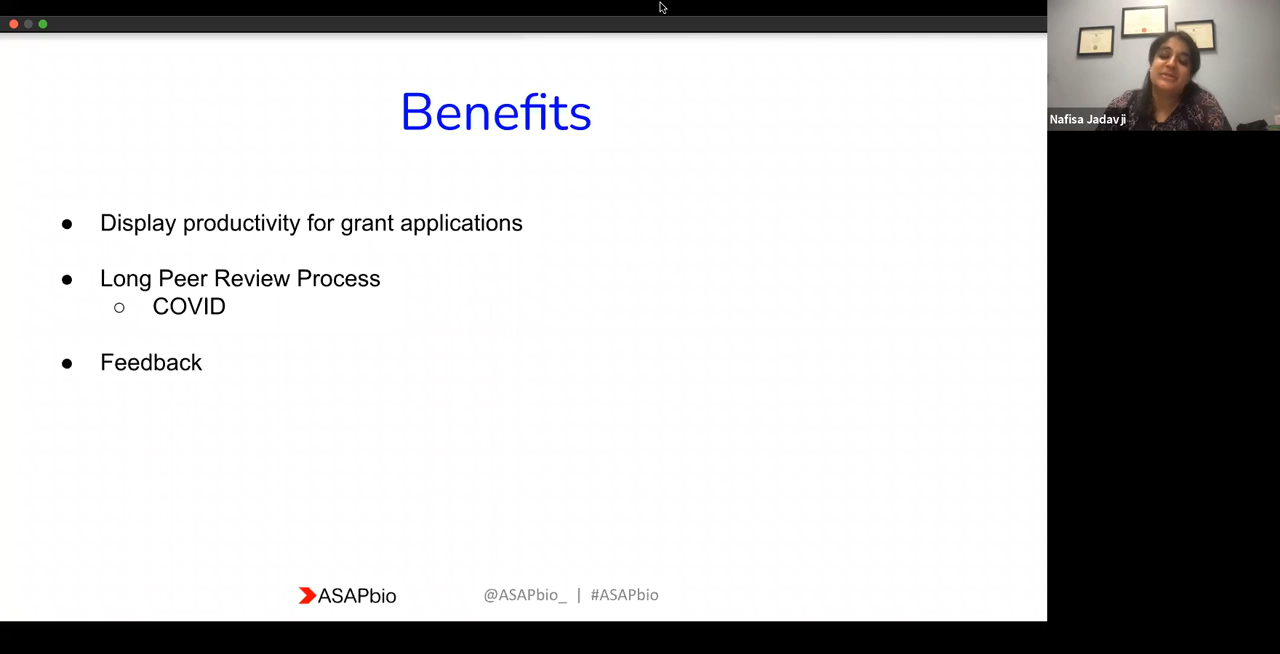 Benefits
Nafisa Jadavji
● Display productivity for grant applications
● Long Peer Review Process
○ COVID
● Feedback
ASAPbio
@ASAPbio_ | #ASAPbio